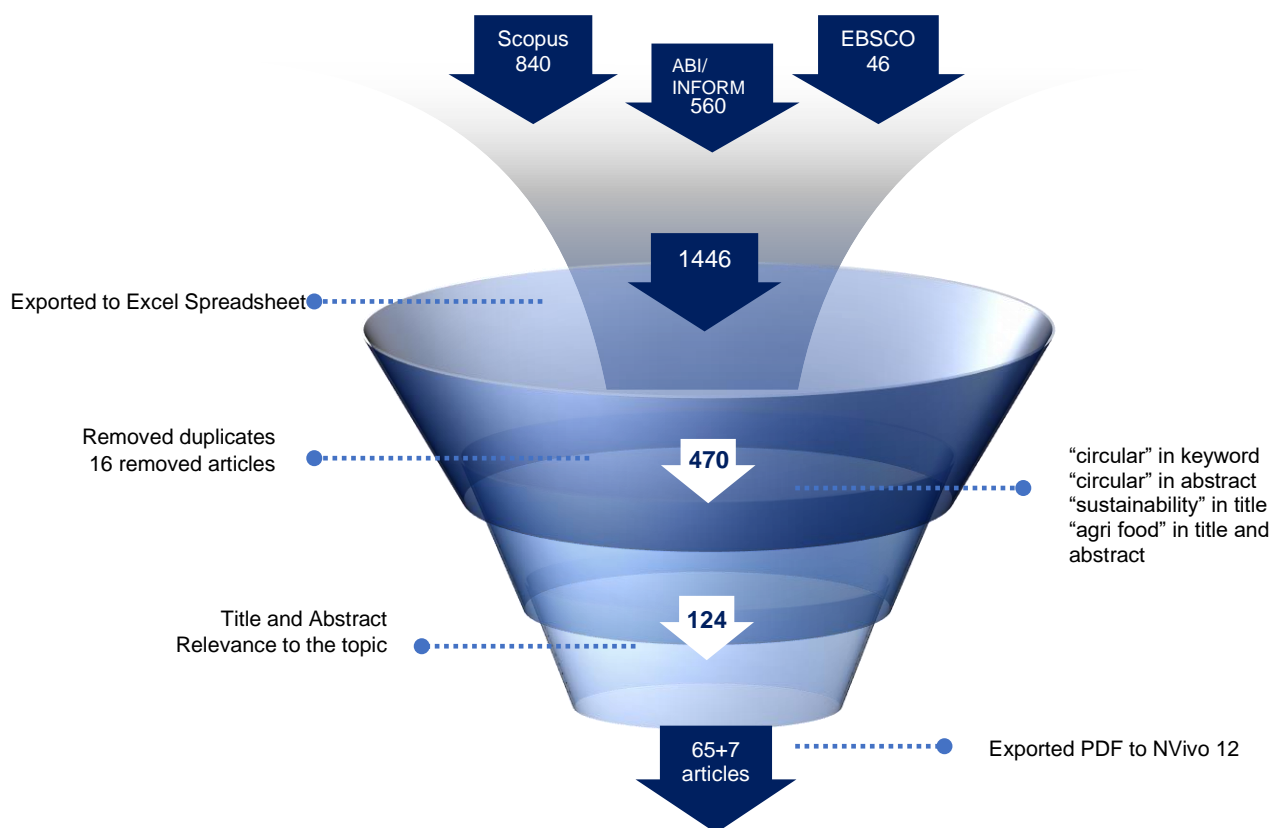 Scopus
840
ABI/
INFORM
560
EBSCO
46
1446
Exported to Excel Spreadsheet
Removed duplicates
16 removed articles
470
“circular” in keyword
“circular” in abstract
“sustainability” in title
“agri food” in title and
abstract
Title and Abstract
Relevance to the topic
124
65+7
articles
Exported PDF to NVivo 12